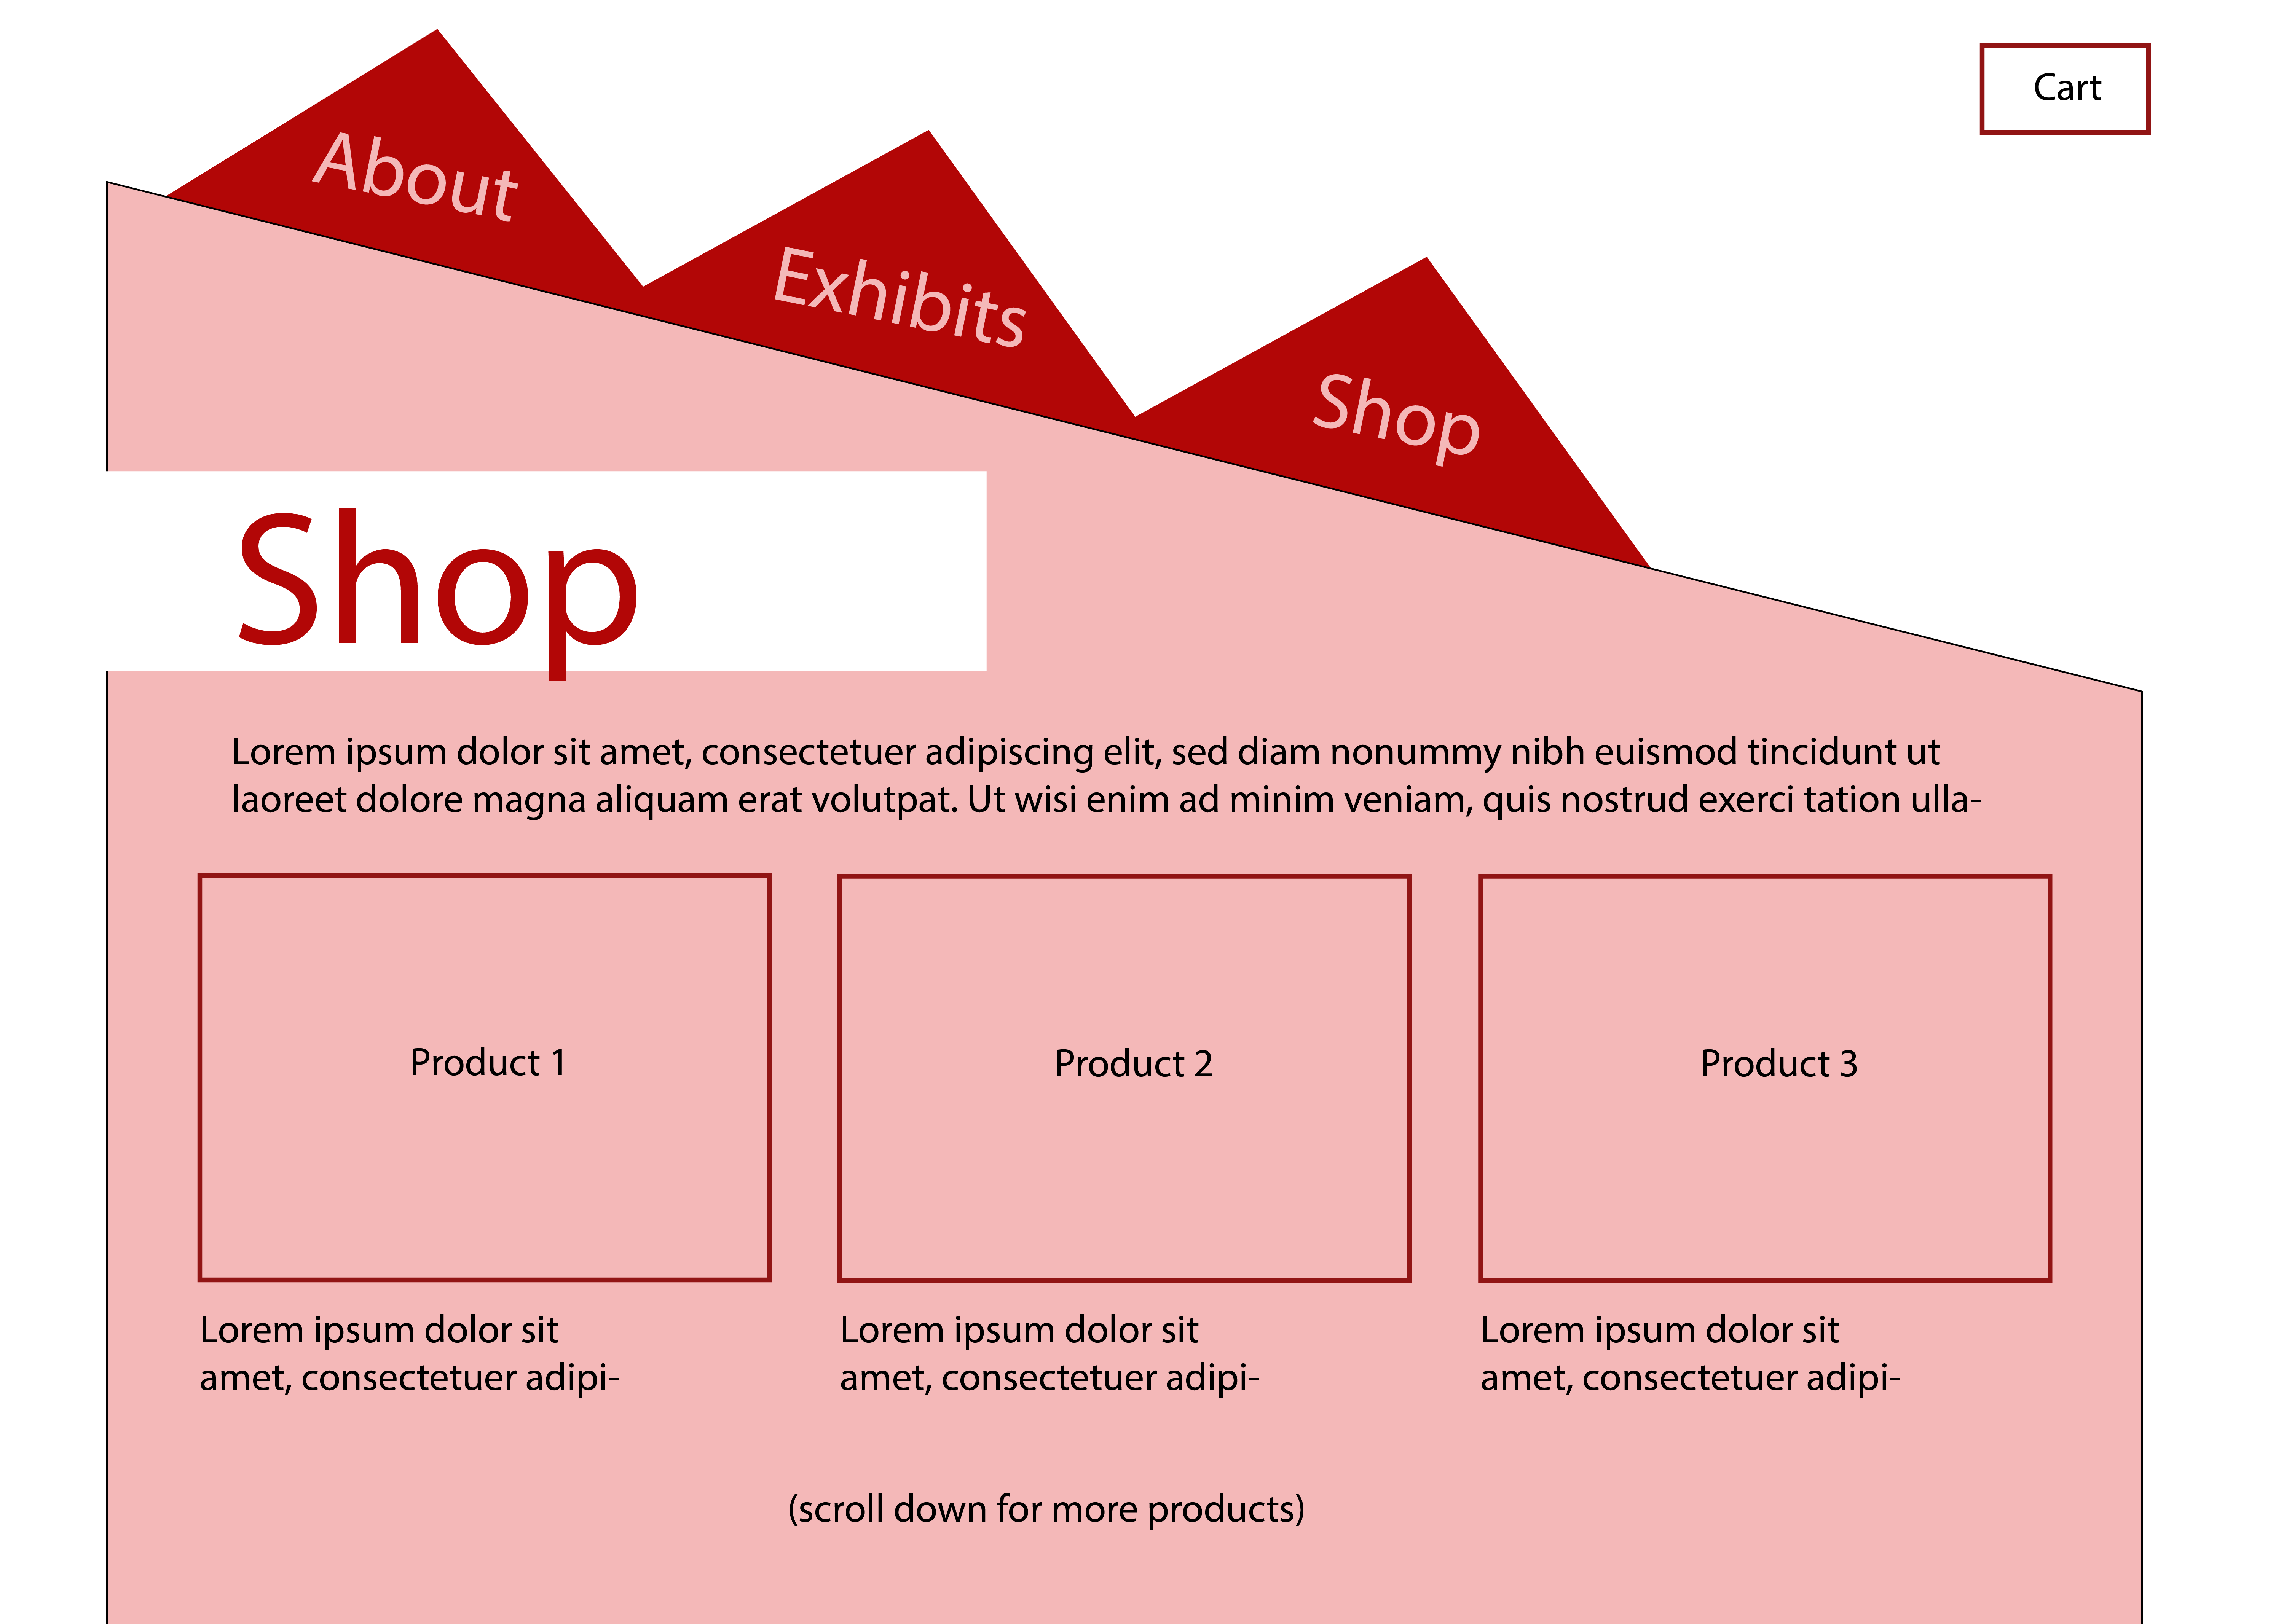 Cart
About
Exhibits
Shop
Shop
Lorem ipsum dolor sit amet, consectetuer adipiscing elit, sed diam nonummy nibh euismod tincidunt ut
laoreet dolore magna aliquam erat volutpat. Ut wisi enim ad minim veniam, quis nostrud exerci tation ulla-
Product 1
Product 2
Product 3
Lorem ipsum dolor sit
amet, consectetuer adipi-
Lorem ipsum dolor sit
amet, consectetuer adipi-
Lorem ipsum dolor sit
amet, consectetuer adipi-
(scroll down for more products)